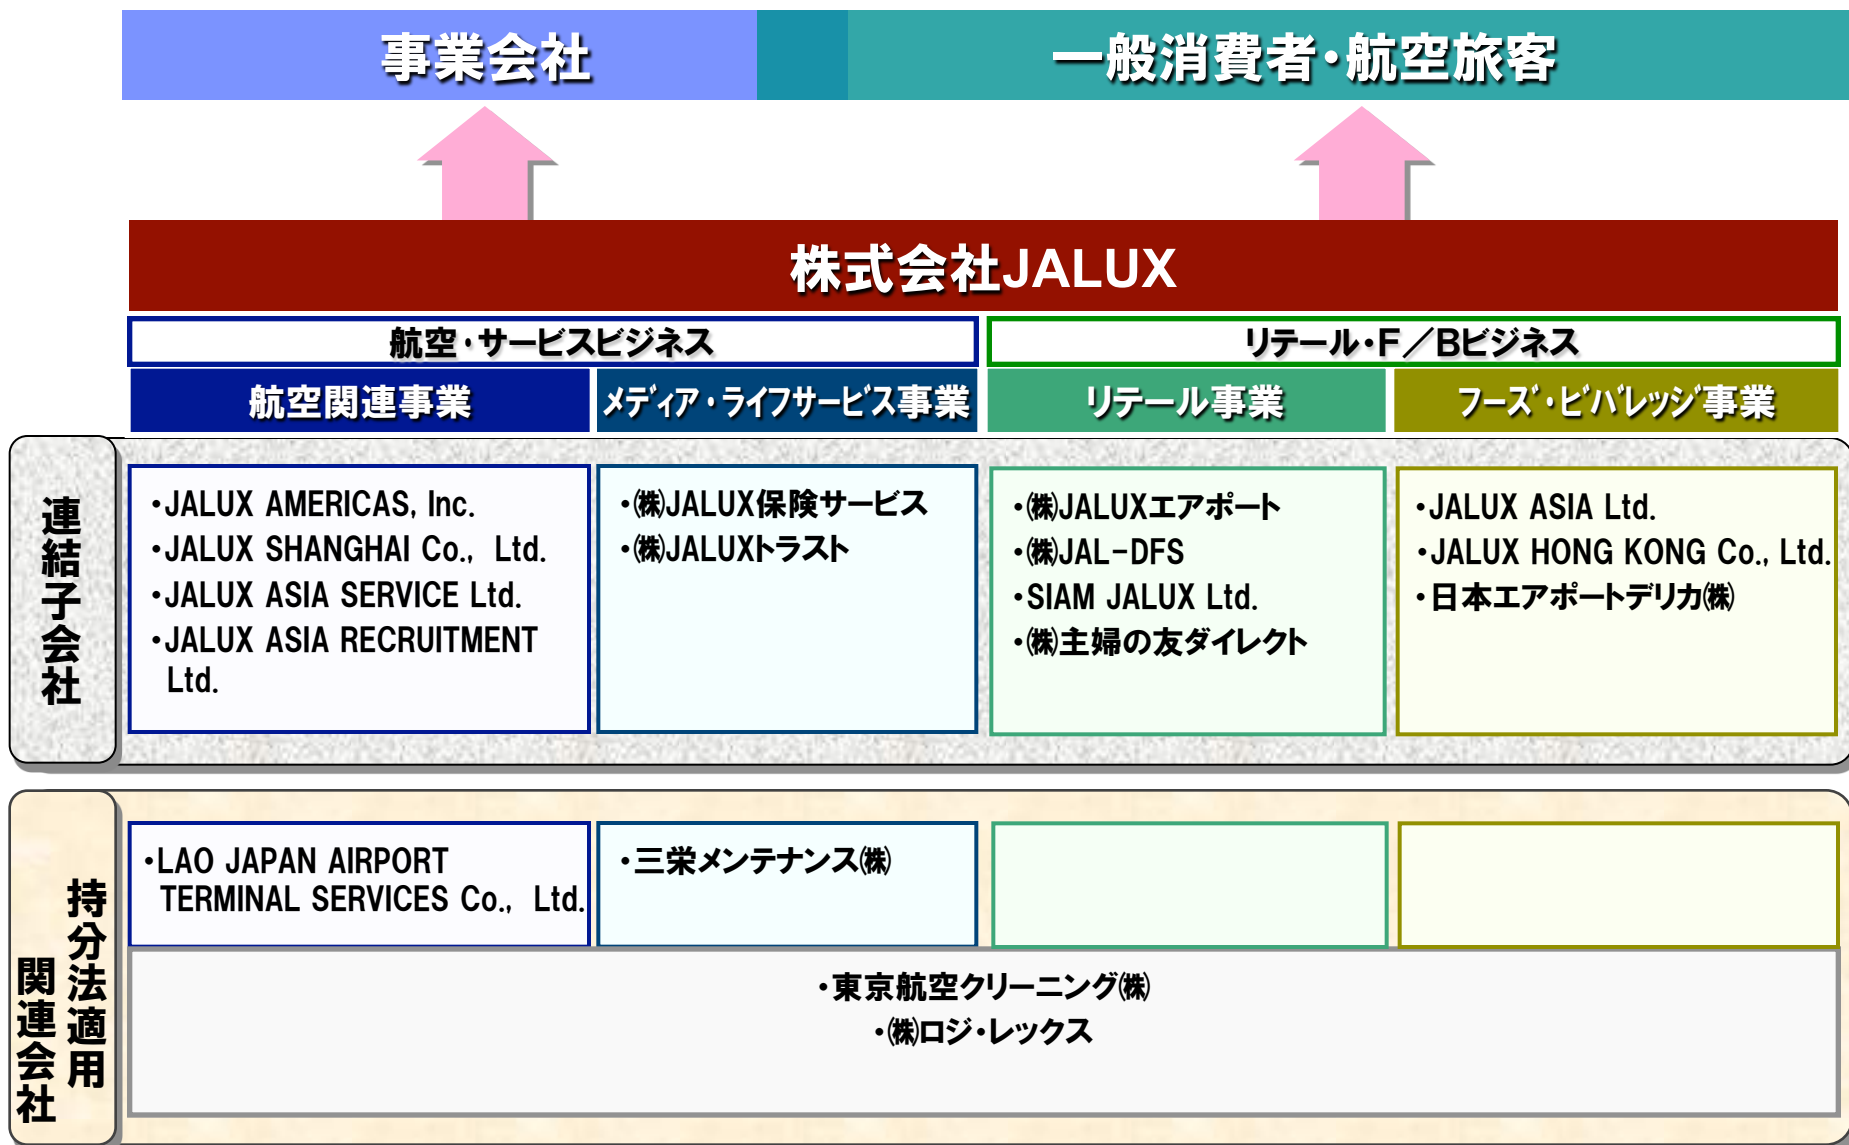 事業会社
一般消費者・航空旅客
株式会社JALUX
航空・サービスビジネス
リテール・F／Bビジネス
航空関連事業
ﾒﾃﾞｨｱ・ﾗｲﾌｻｰﾋﾞｽ事業
リテール事業
ﾌｰｽﾞ・ﾋﾞﾊﾞﾚｯｼﾞ事業
連結子会社
・JALUX AMERICAS, Inc.
・JALUX SHANGHAI Co., Ltd.
・JALUX ASIA SERVICE Ltd.
・JALUX ASIA RECRUITMENT
Ltd.
・㈱JALUX保険サービス
・㈱JALUXトラスト
・㈱JALUXエアポート
・㈱JAL-DFS
・SIAM JALUX Ltd.
・㈱主婦の友ダイレクト
・JALUX ASIA Ltd.
・JALUX HONG KONG Co., Ltd.
・日本エアポートデリカ㈱
持分法適用
関連会社
・LAO JAPAN AIRPORT
TERMINAL SERVICES Co., Ltd.
・三栄メンテナンス㈱
・東京航空クリーニング㈱
・㈱ロジ・レックス